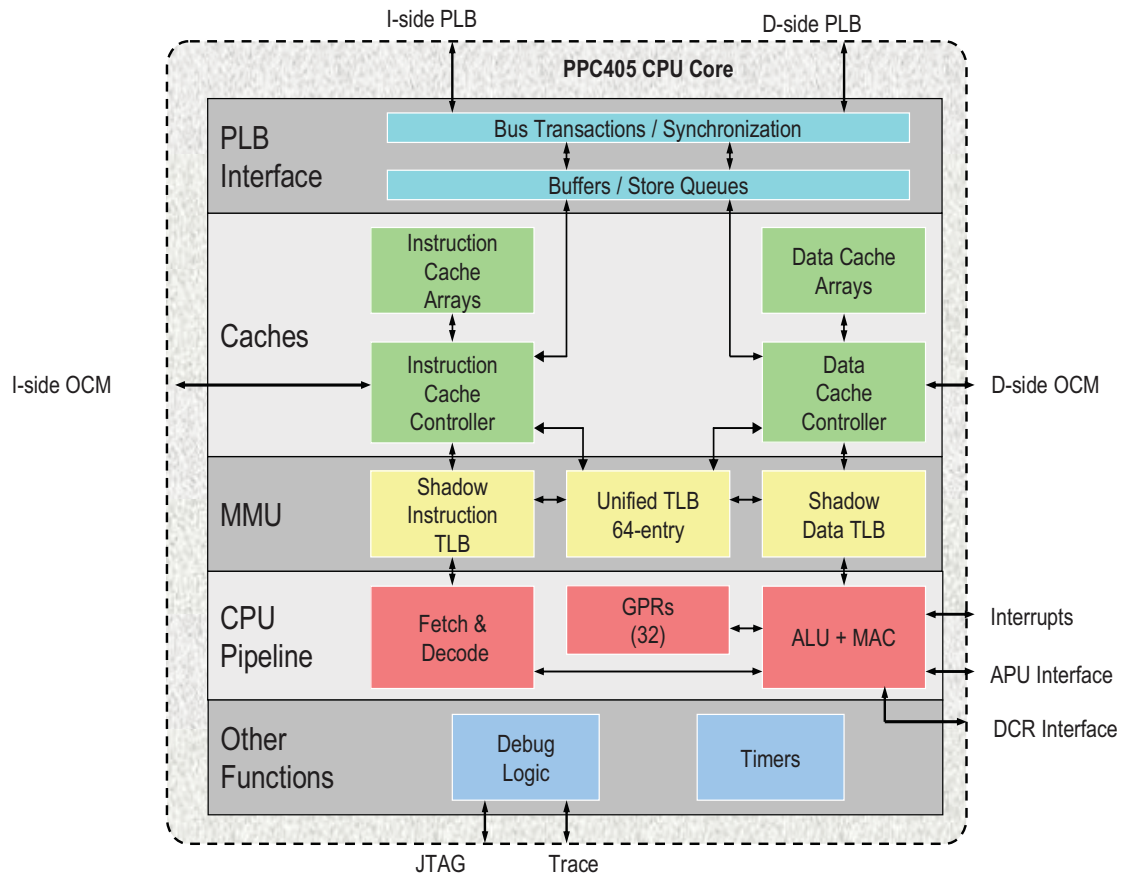 I-side PLB
D-side PLB
PPC405 CPU Core
PLB
Interface
Bus Transactions / Synchronization
Buffers / Store Queues
Caches
Instruction
Cache
Arrays
Data Cache
Arrays
I-side OCM
Instruction
Cache
Controller
Data
Cache
Controller
D-side OCM
MMU
Shadow
Instruction
TLB
Unified TLB
64-entry
Shadow
Data TLB
CPU
Pipeline
Fetch &
Decode
GPRs
(32)
ALU + MAC
Interrupts
APU Interface
DCR Interface
Other
Functions
Debug
Logic
Timers
JTAG
Trace